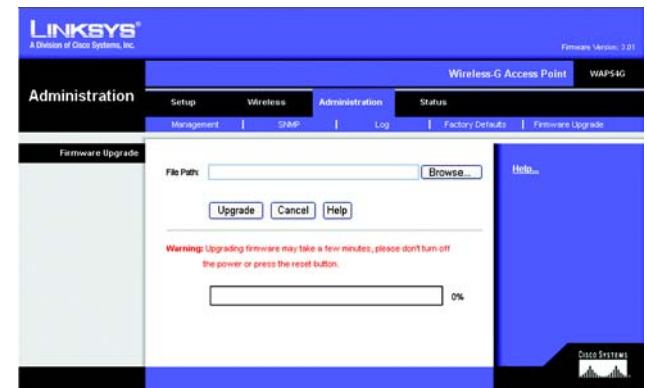 LINKSYS®
A Division of Cisco Systems, Inc.
Firmware Version: 3.01
Wireless-G Access Point WAP54G
Administration
Setup Wireless Administration Status
Management | SNMP | Log | Factory Defaults | Firmware Upgrade
Firmware Upgrade
File Path: Browse...
Help...
Upgrade Cancel Help
Warning: Upgrading firmware may take a few minutes, please don't turn off
the power or press the reset button.
0%
CISCO SYSTEMS